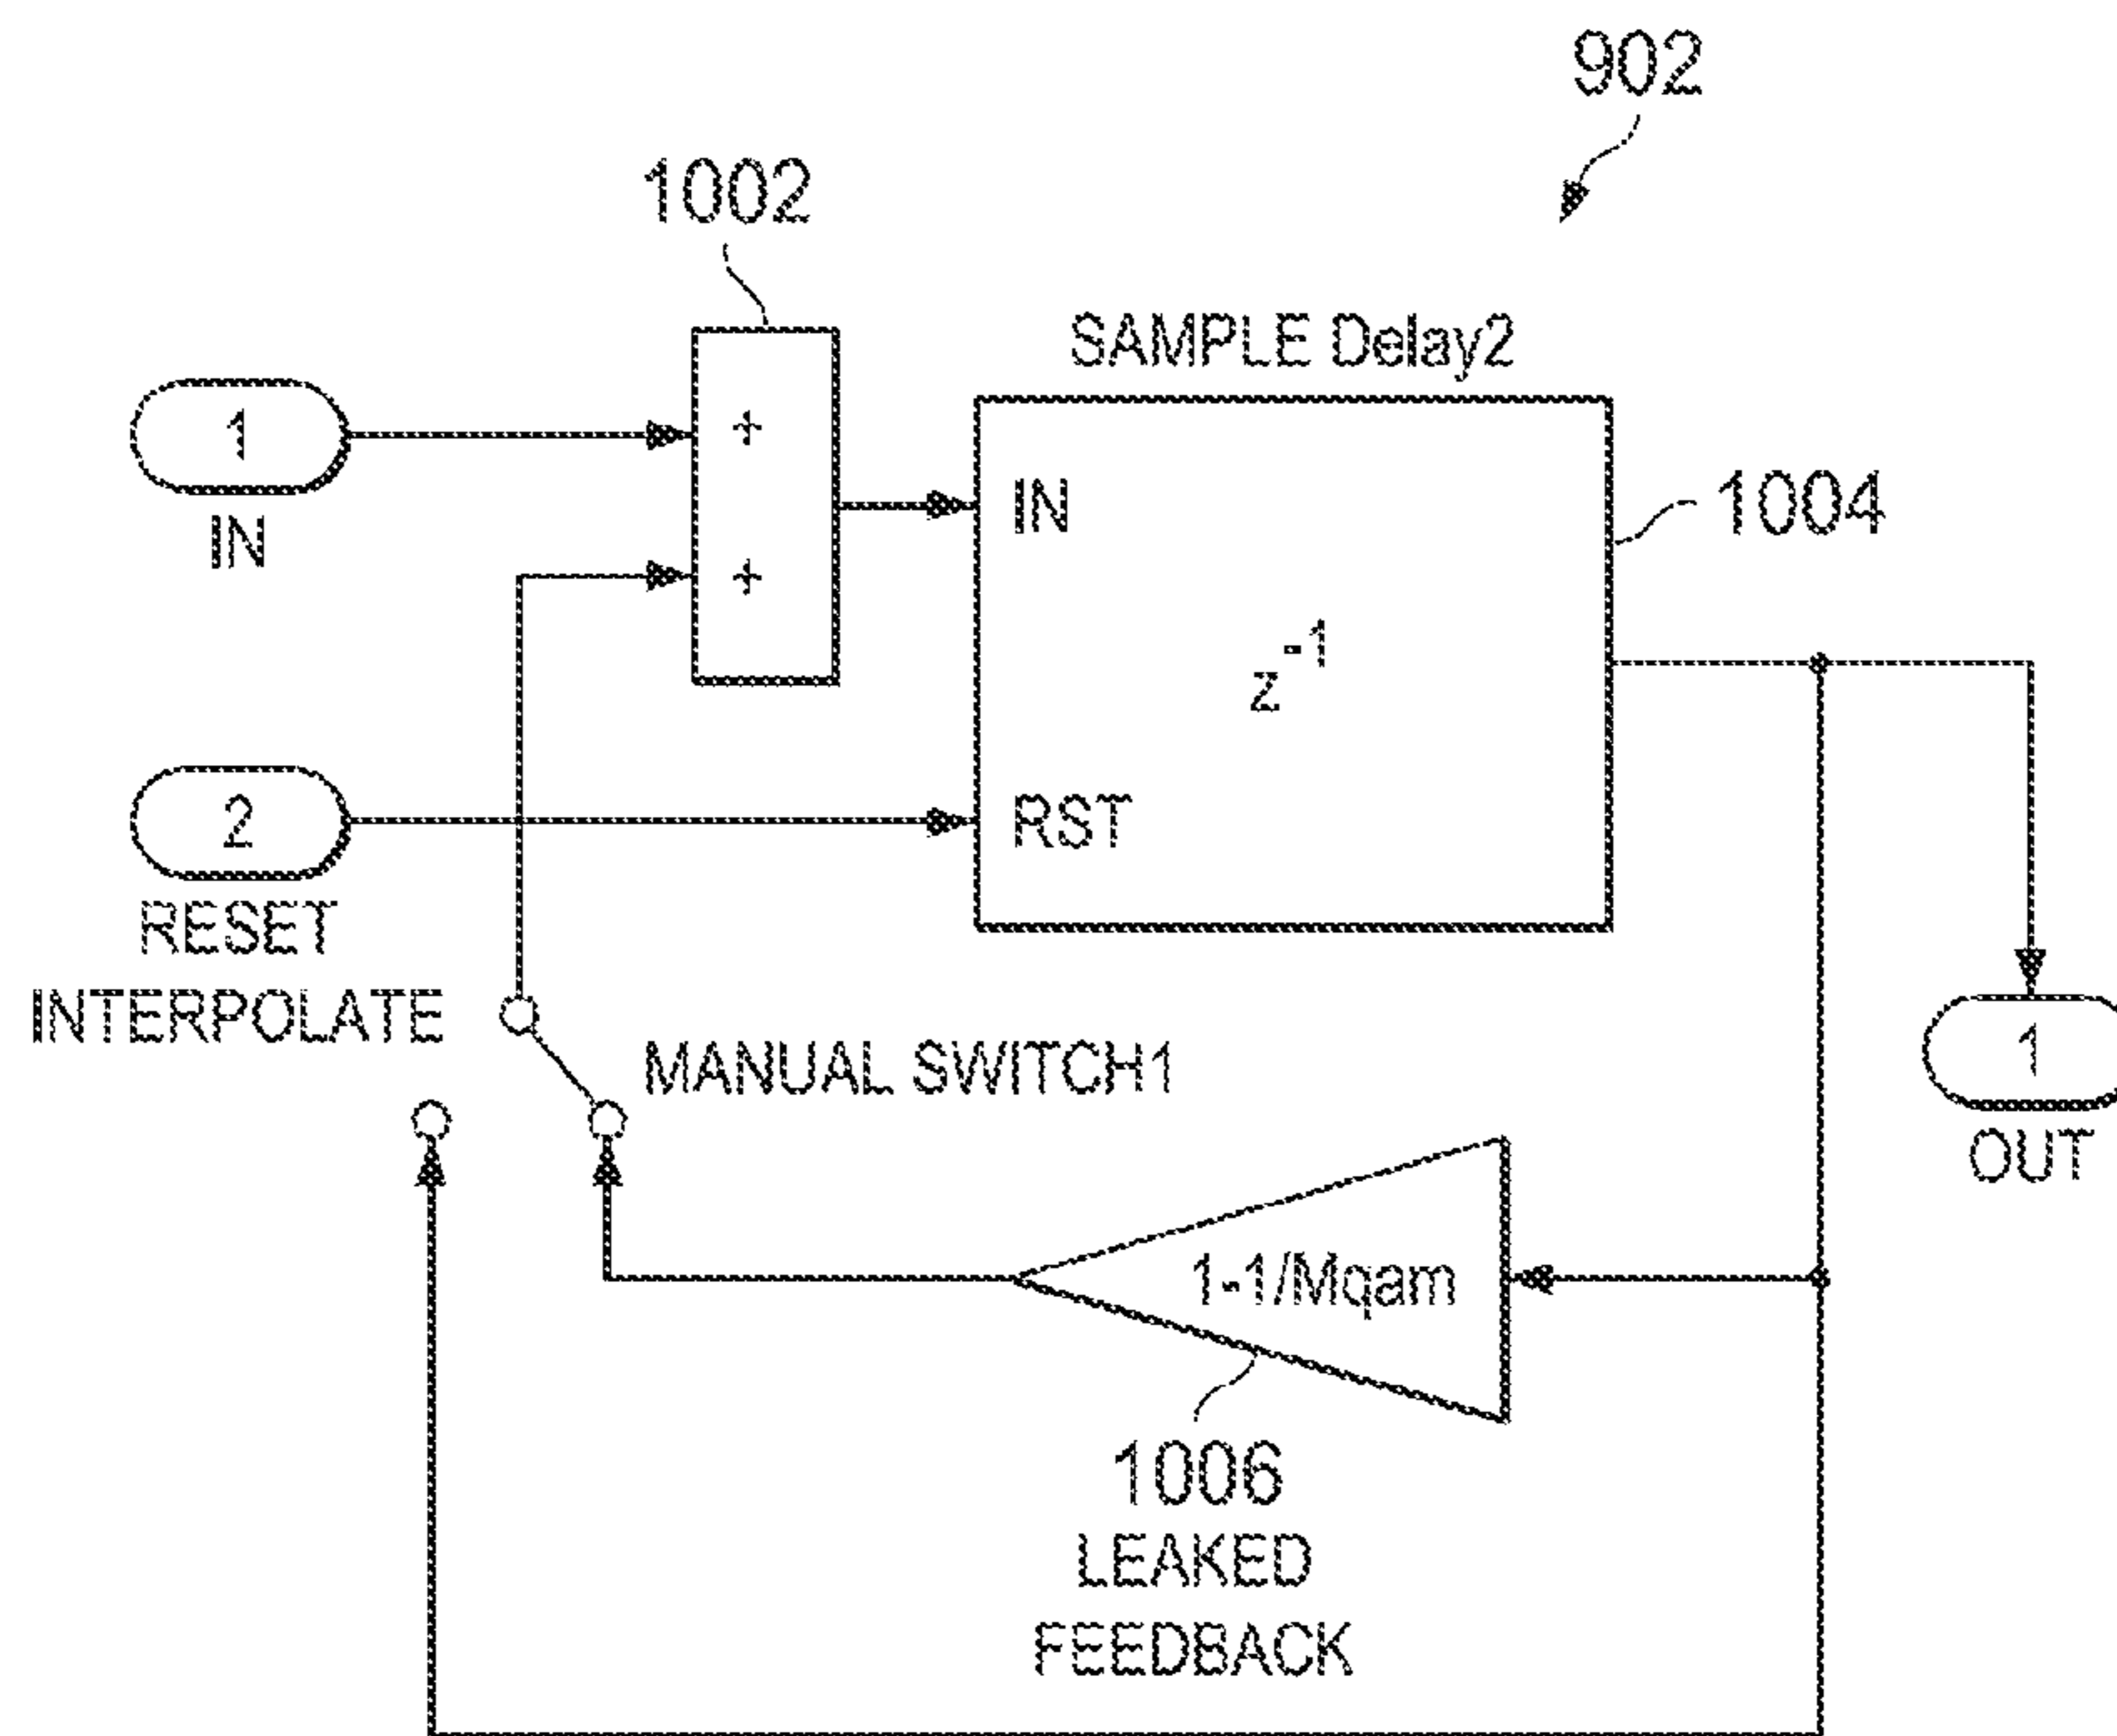 902
1002
SAMPLE Delay2
1
IN
+
+
IN
z-1
RST
1004
2
RESET
INTERPOLATE
MANUAL SWITCH1
1
OUT
1-1/Mqam
1006
LEAKED
FEEDBACK